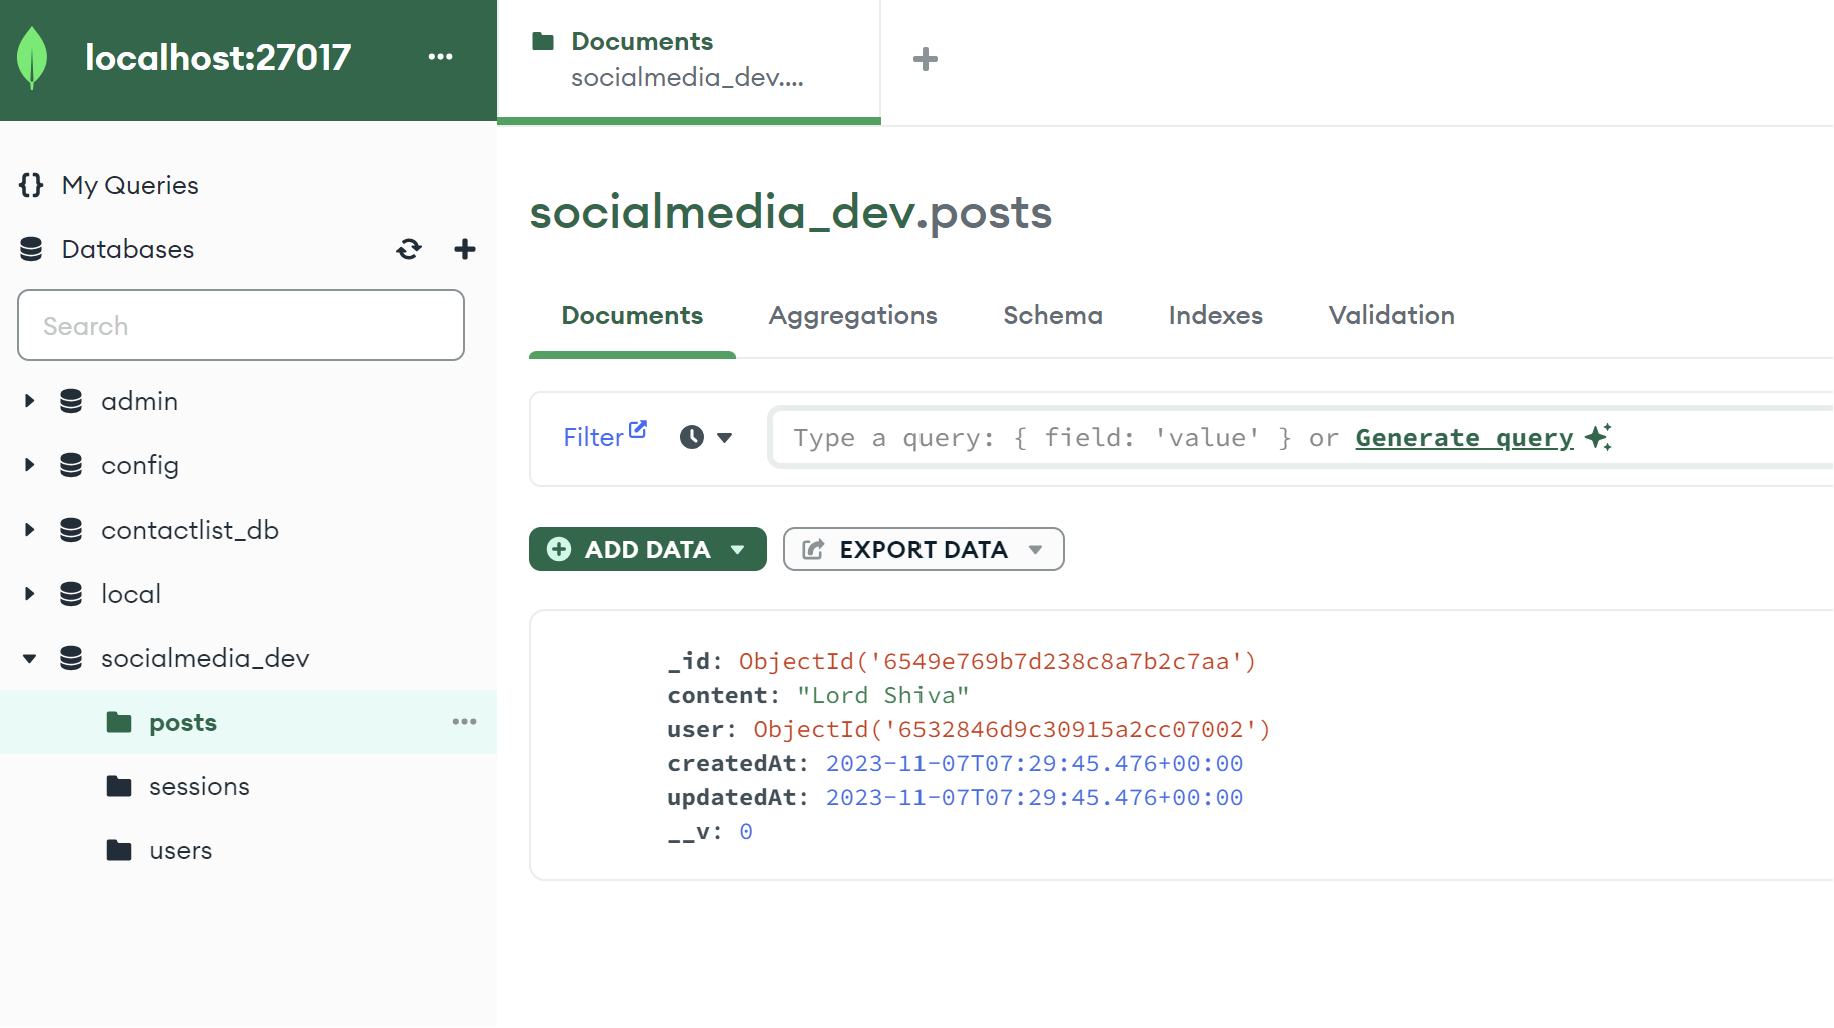 localhost:27017
My Queries
Databases
Search
admin
config
contactlist_db
local
socialmedia_dev
posts
sessions
users
Documents
socialmedia_dev....
socialmedia_dev.posts
Documents Aggregations Schema Indexes Validation
Filter Type a query: { field: 'value' } or Generate query
ADD DATA EXPORT DATA
_id: ObjectId('6549e769b7d238c8a7b2c7aa')
content: "Lord Shiva"
user: ObjectId('6532846d9c30915a2cc07002')
createdAt: 2023-11-07T07:29:45.476+00:00
updatedAt: 2023-11-07T07:29:45.476+00:00
__v: 0